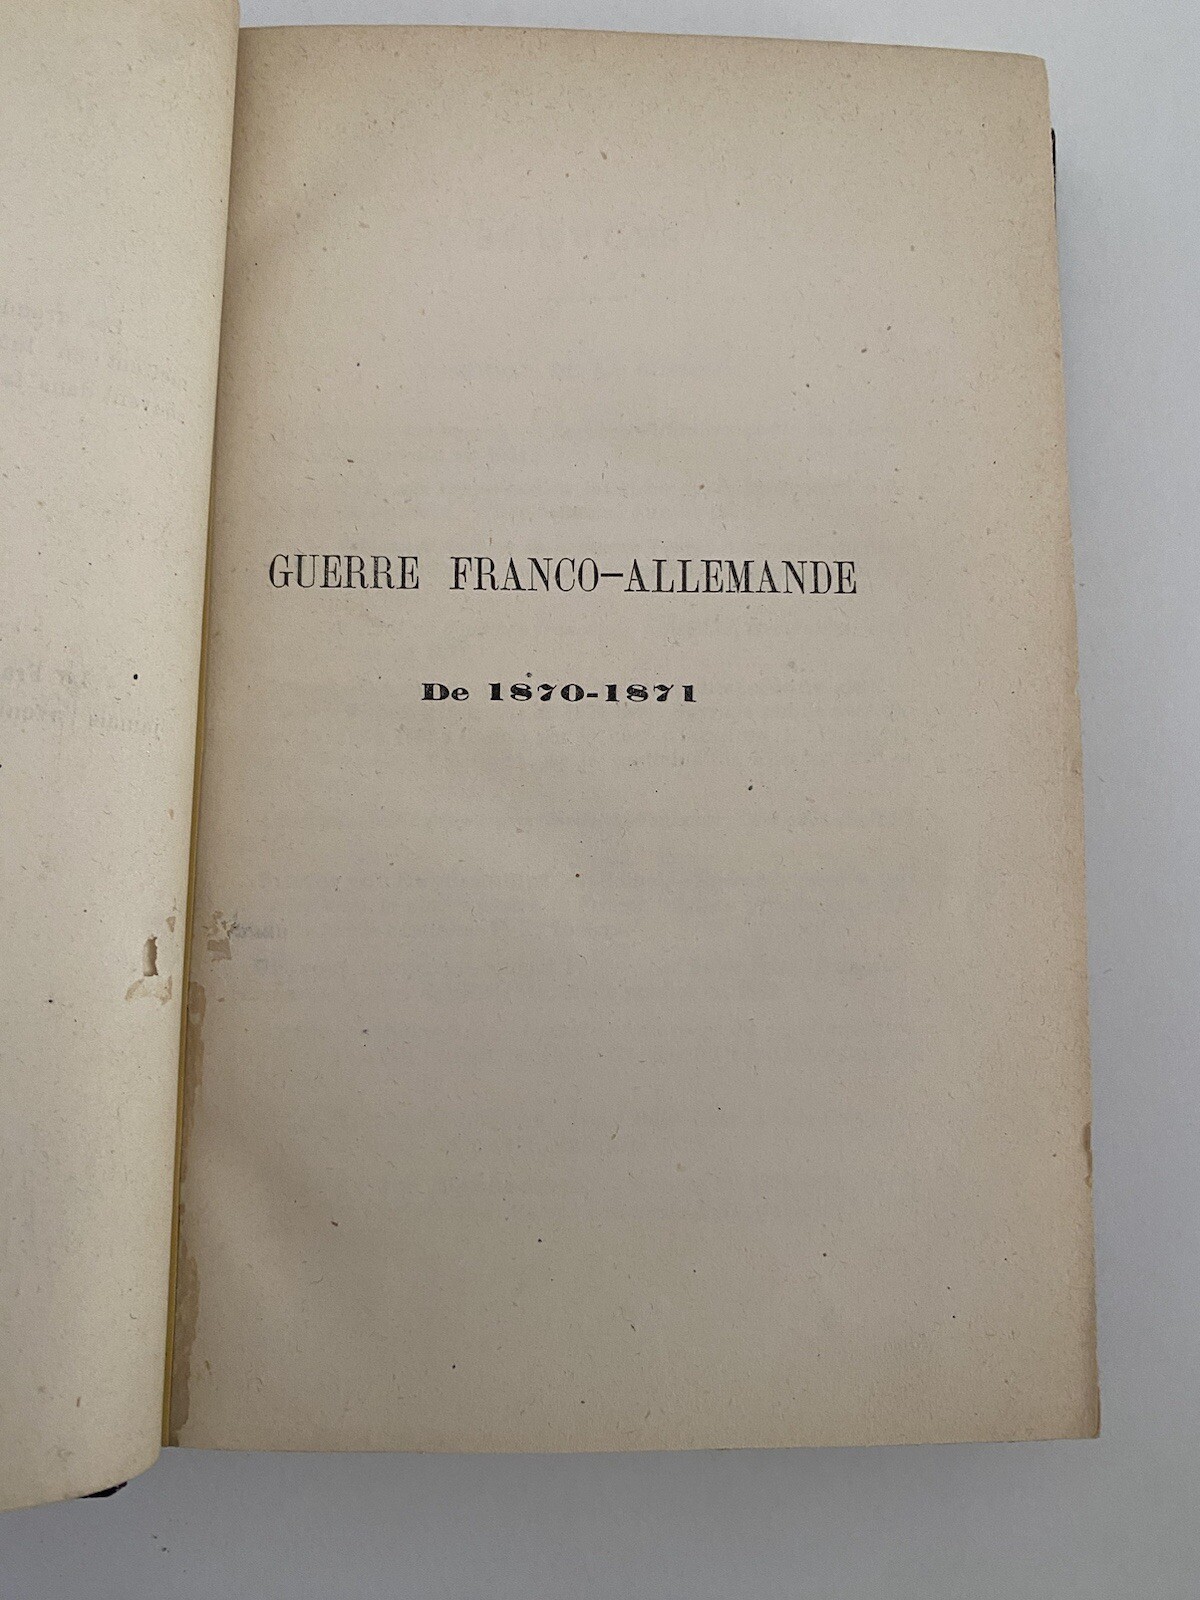 GUERRE FRANCO-ALLEMANDE
De 1870-1871